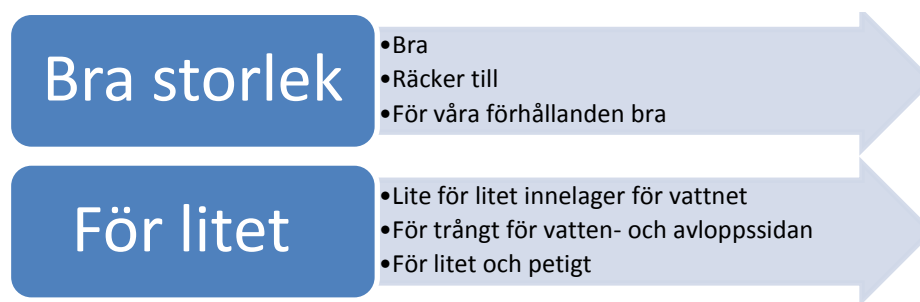 Bra storlek
•Bra
•Räcker till
•För våra förhållanden bra
För litet
•Lite för litet innelager för vattnet
•För trångt för vatten- och avloppssidan
•För litet och petigt